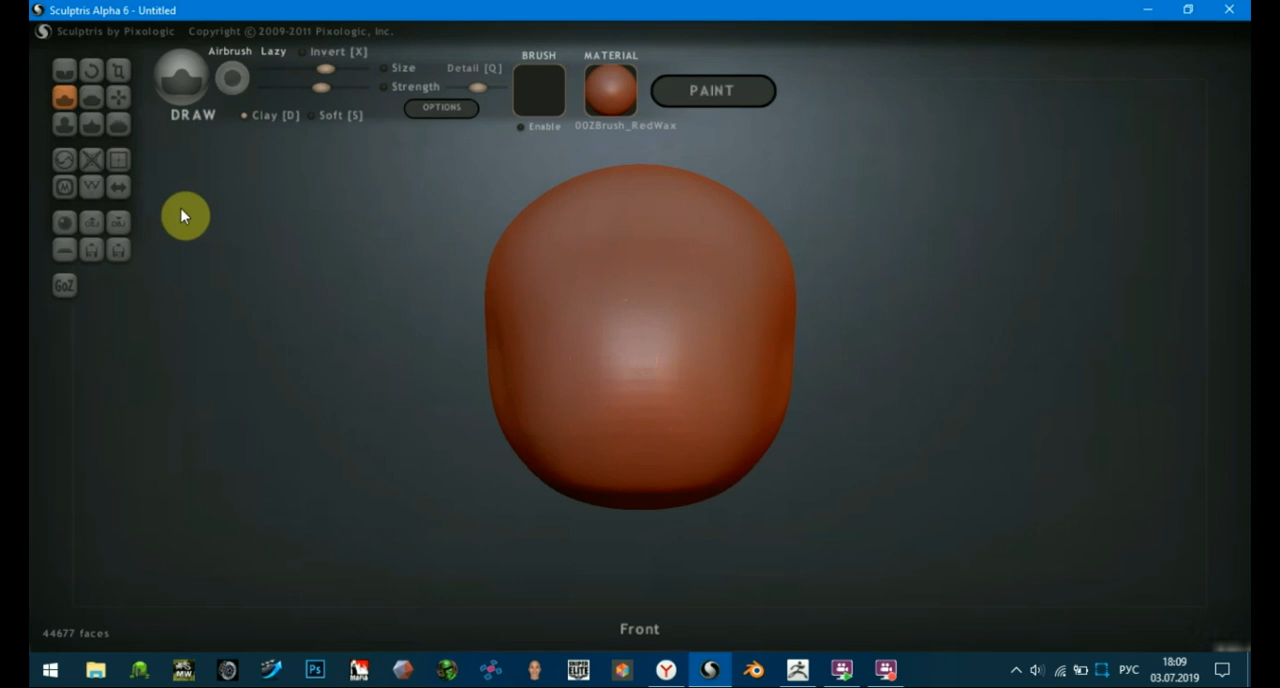 Sculptris Alpha 6 - Untitled
Sculptris by Pixologic Copyright © 2009-2011 Pixologic, Inc.
Airbrush Lazy Invert [X]
Size Detail [Q]
Strength
OPTIONS
DRAW Clay [D] Soft [S]
BRUSH MATERIAL
Enable 00ZBrush_RedWax
PAINT
GoZ
44677 faces
Front
Ps
РУС
18:09
03.07.2019